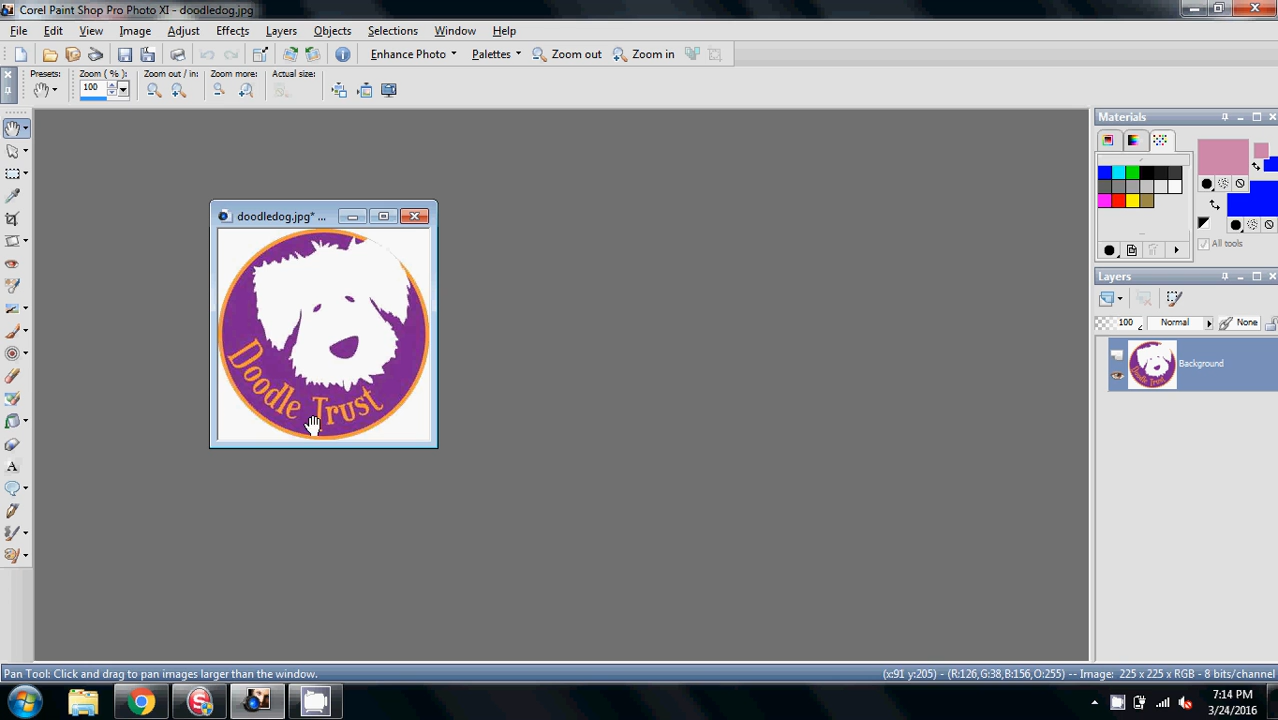 Corel Paint Shop Pro Photo XI - doodledog.jpg
File Edit View Image Adjust Effects Layers Objects Selections Window Help
Enhance Photo Palettes Zoom out Zoom in
Presets: Zoom (%): Zoom out / in: Zoom more: Actual size:
100
Materials
All tools
Layers
100 Normal None
Background
doodledog.jpg* ...
Doodle Trust
Pan Tool: Click and drag to pan images larger than the window.
(x:91 y:205) - (R:126,G:38,B:156,O:255) -- Image: 225 x 225 x RGB - 8 bits/channel
7:14 PM
3/24/2016